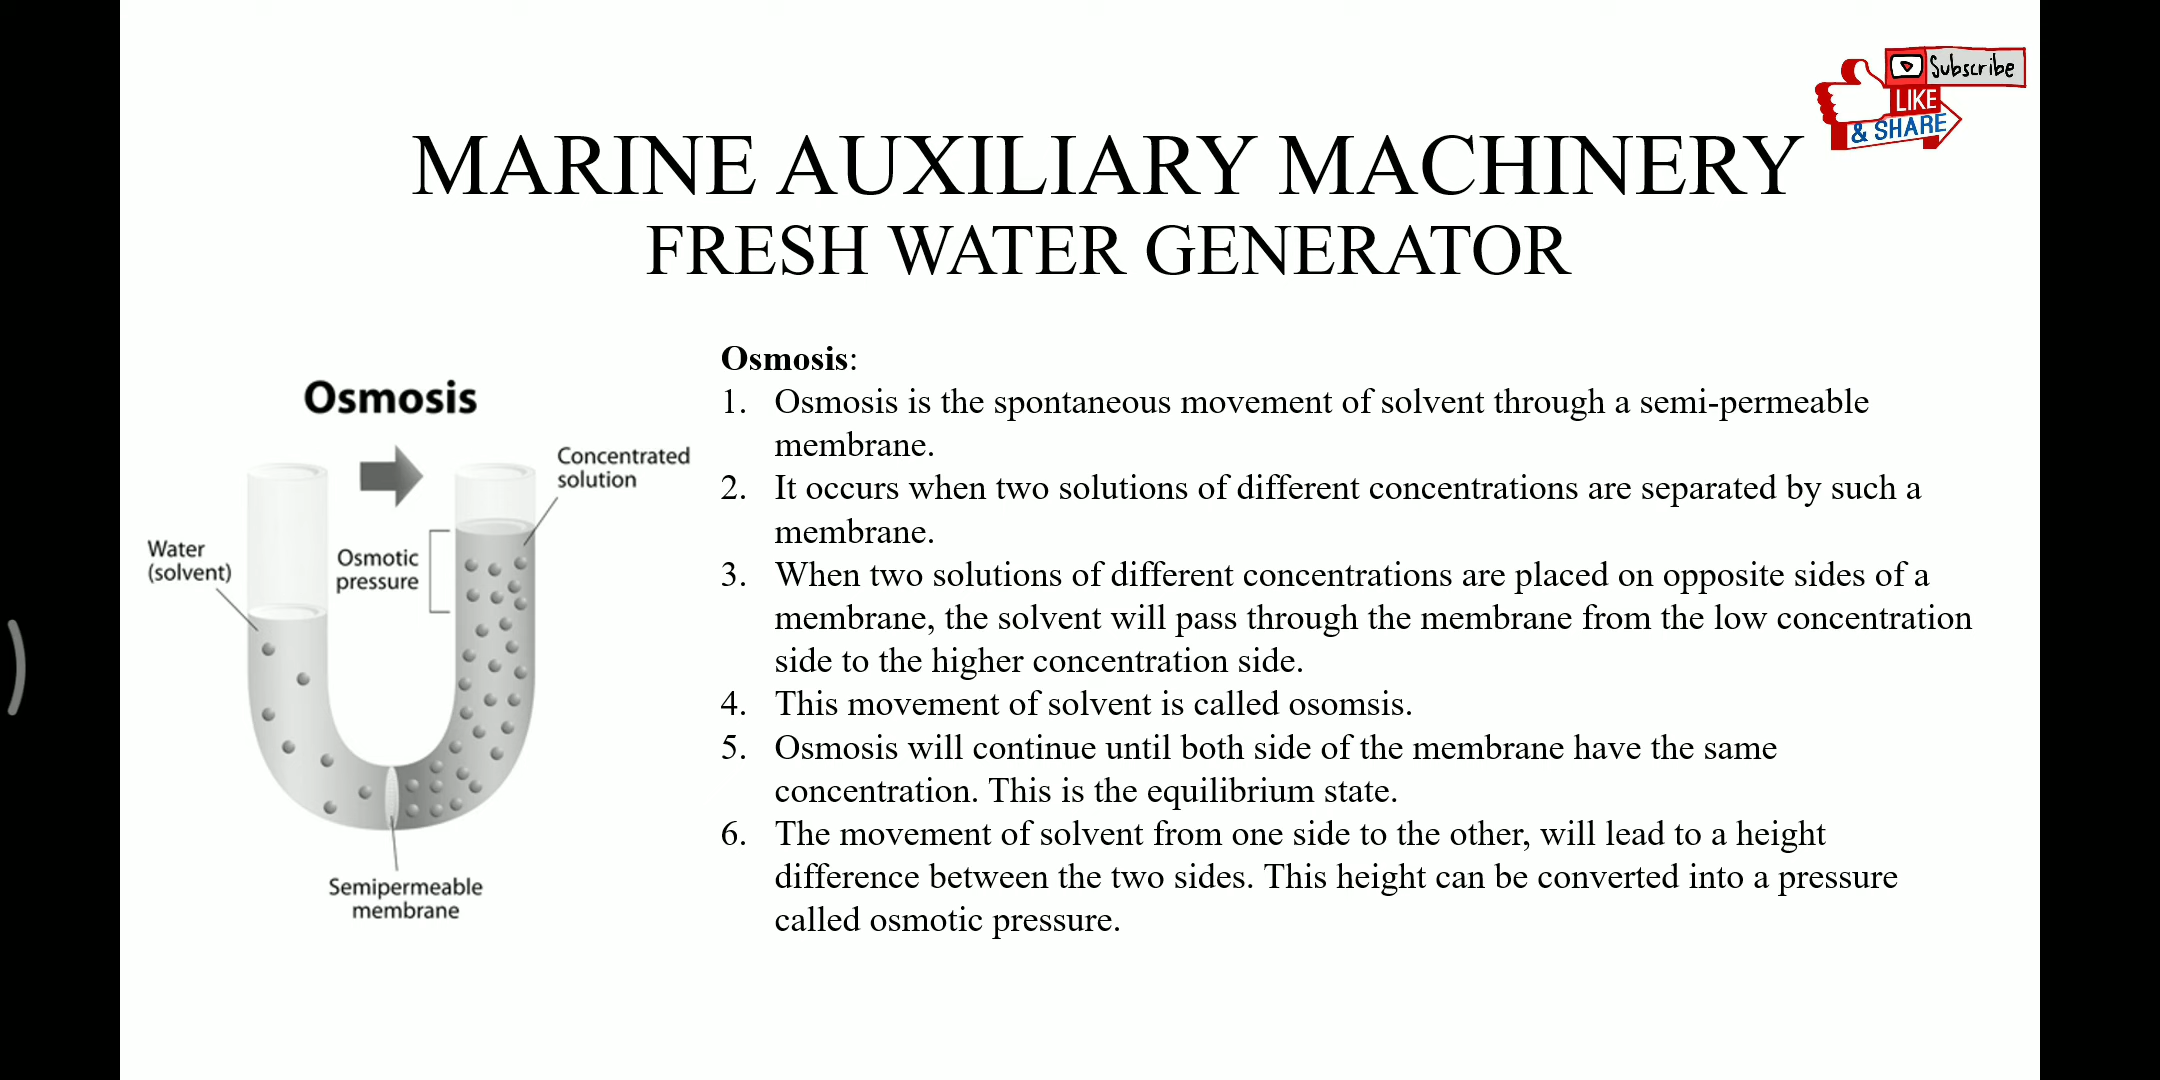 Subscribe
LIKE
& SHARE
MARINE AUXILIARY MACHINERY
FRESH WATER GENERATOR
Osmosis
Concentrated
solution
Water
(solvent)
Osmotic
pressure
Semipermeable
membrane
Osmosis:
1. Osmosis is the spontaneous movement of solvent through a semi-permeable
membrane.
2. It occurs when two solutions of different concentrations are separated by such a
membrane.
3. When two solutions of different concentrations are placed on opposite sides of a
membrane, the solvent will pass through the membrane from the low concentration
side to the higher concentration side.
4. This movement of solvent is called osomsis.
5. Osmosis will continue until both side of the membrane have the same
concentration. This is the equilibrium state.
6. The movement of solvent from one side to the other, will lead to a height
difference between the two sides. This height can be converted into a pressure
called osmotic pressure.